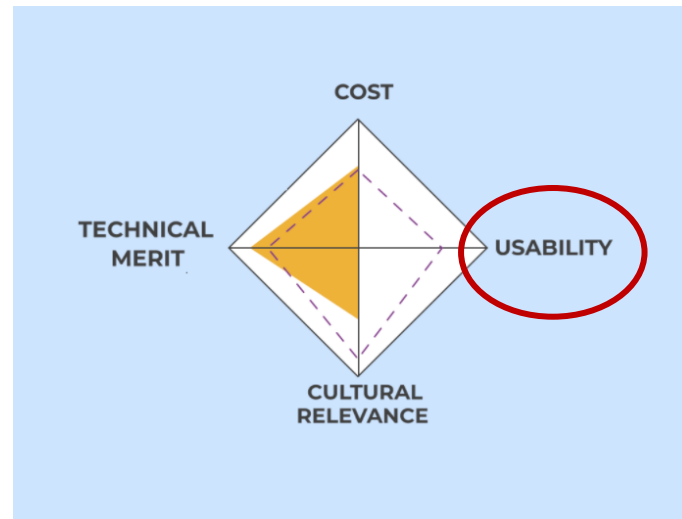 COST
TECHNICAL
MERIT
USABILITY
CULTURAL
RELEVANCE